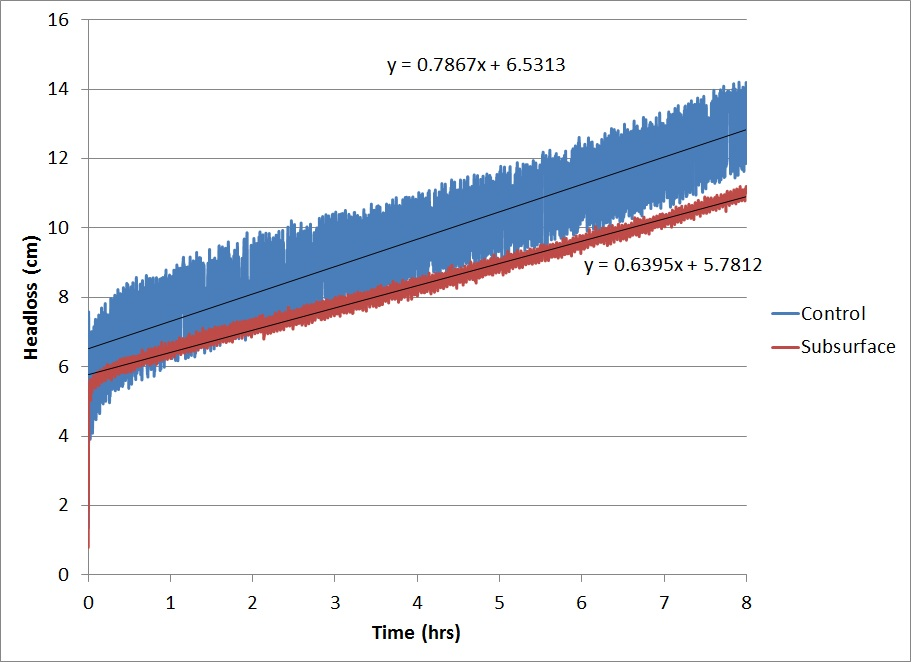 16
y = 0.7867x + 6.5313
14
12
10
y = 0.6395x + 5.7812
8
6
4
2
0
Headloss (cm)
0 1 2 3 4 5 6 7 8
Time (hrs)
Control
Subsurface